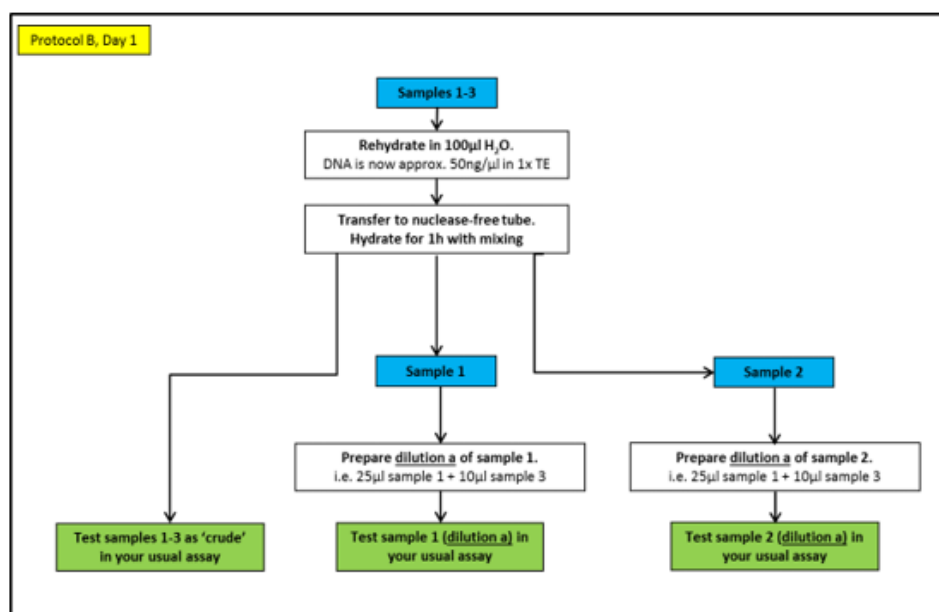 Protocol B, Day 1
Samples 1-3
Rehydrate in 100µl H₂O.
DNA is now approx. 50ng/µl in 1x TE
Transfer to nuclease-free tube.
Hydrate for 1h with mixing
Sample 1
Sample 2
Prepare dilution a of sample 1.
i.e. 25µl sample 1 + 10µl sample 3
Prepare dilution a of sample 2.
i.e. 25µl sample 1 + 10µl sample 3
Test samples 1-3 as ‘crude’
in your usual assay
Test sample 1 (dilution a) in
your usual assay
Test sample 2 (dilution a) in
your usual assay